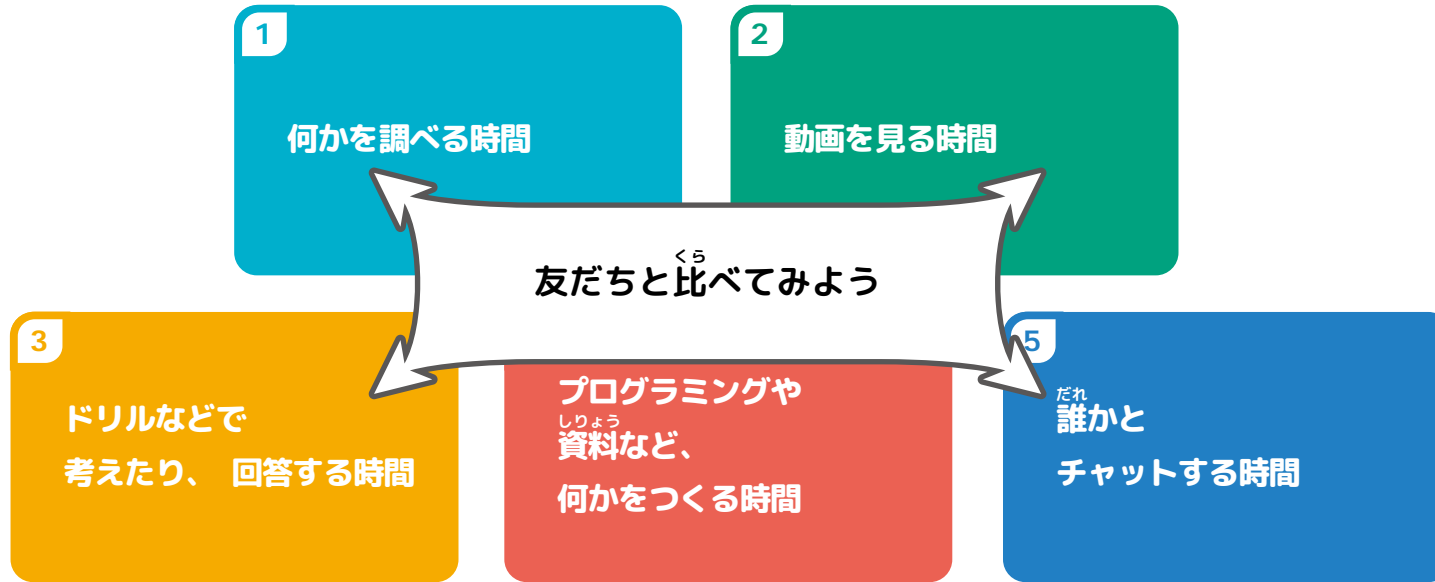 1
何かを調べる時間
2
動画を見る時間
くら
友だちと比べてみよう
3
ドリルなどで
考えたり、 回答する時間
プログラミングや
しりょう
資料など、
何かをつくる時間
5
だれ
誰かと
チャットする時間